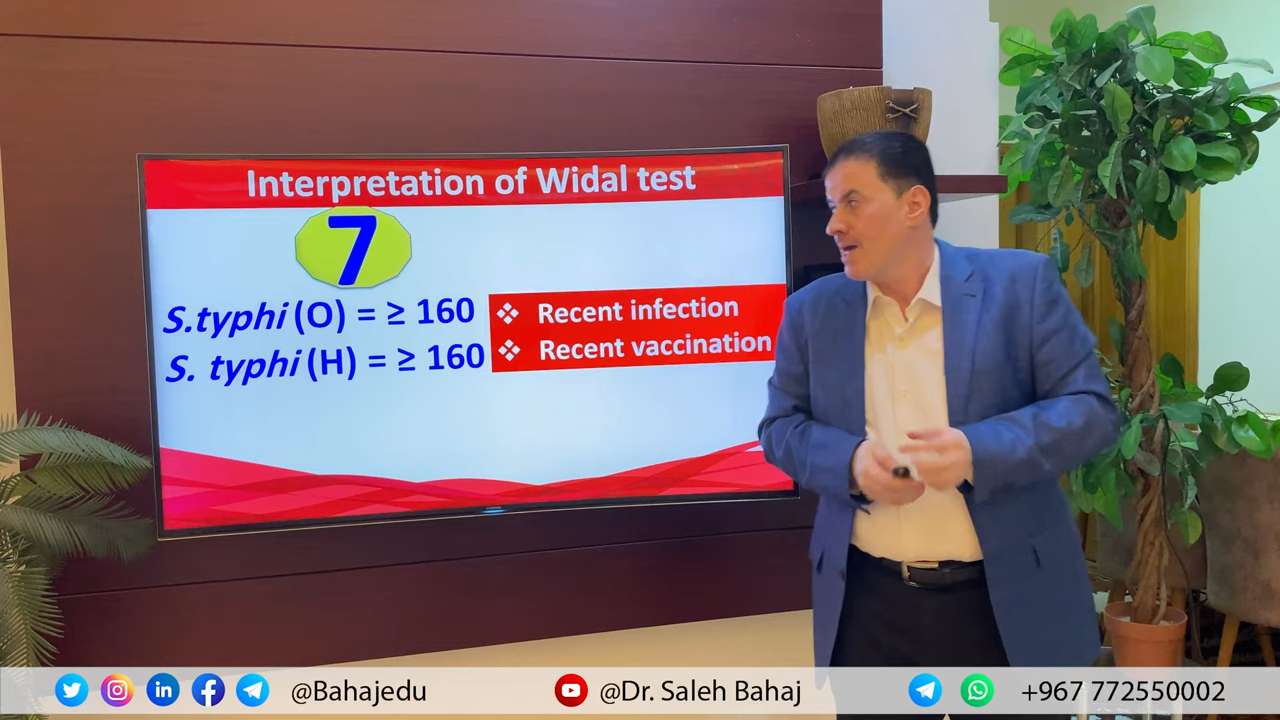 Interpretation of Widal test
7
S.typhi (O) = ≥ 160
S. typhi (H) = ≥ 160
❖ Recent infection
❖ Recent vaccination
@Bahajedu
@Dr. Saleh Bahaj
+967 772550002